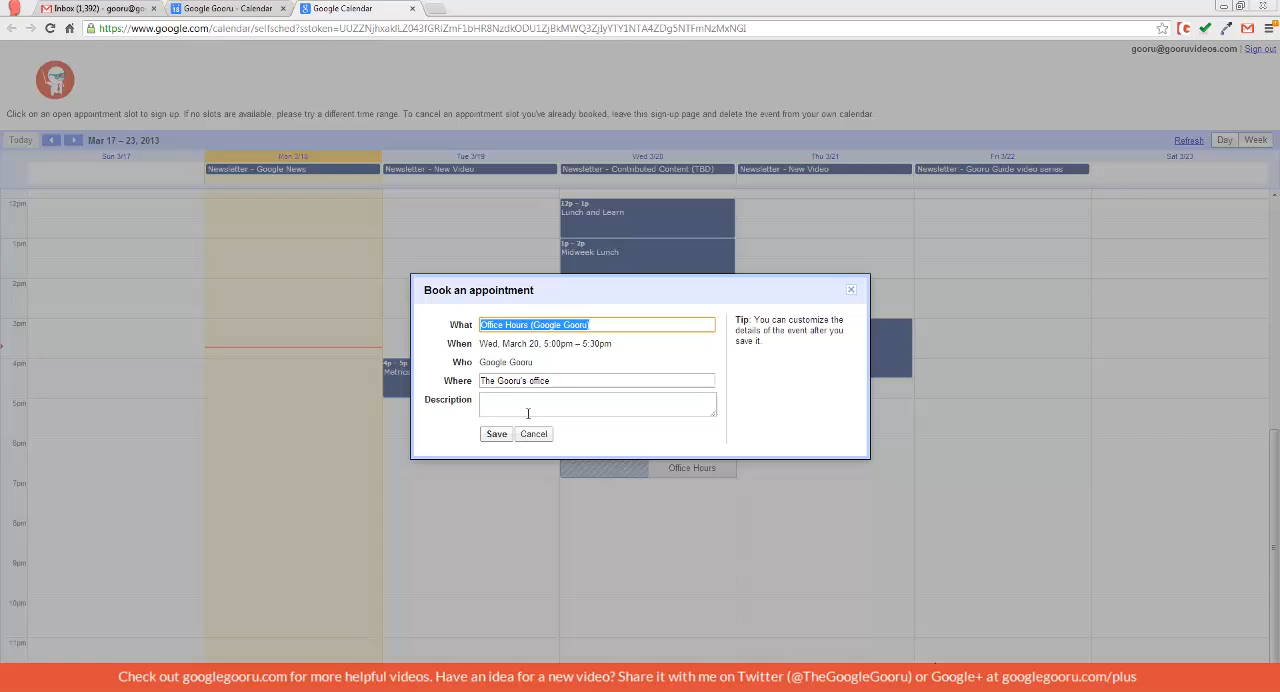 Inbox (1,392) - gooru@go
Google Gooru - Calendar
Google Calendar
gooru@gooruvideos.com | Sign out
Click on an open appointment slot to sign up. If no slots are available, please try a different time range. To cancel an appointment slot you've already booked, leave this sign-up page and delete the event from your own calendar.
Today
Mar 17 – 23, 2013
Refresh
Day
Week
Sun 3/17
Mon 3/18
Tue 3/19
Wed 3/20
Thu 3/21
Fri 3/22
Sat 3/23
Newsletter - Google News
Newsletter - New Video
Newsletter - Contributed Content (TBD)
Newsletter - New Video
Newsletter - Gooru Guide video series
12pm
12p - 1p
Lunch and Learn
1pm
1p - 2p
Midweek Lunch
2pm
Book an appointment
What Office Hours (Google Gooru)
When Wed, March 20, 5:00pm – 5:30pm
Who Google Gooru
Where The Gooru's office
Description
Save
Cancel
Tip: You can customize the
details of the event after you
save it.
3pm
4pm
4p - 5p
Metrics
5pm
6pm
Office Hours
7pm
8pm
9pm
10pm
11pm
Check out googlegooru.com for more helpful videos. Have an idea for a new video? Share it with me on Twitter (@TheGoogleGooru) or Google+ at googlegooru.com/plus